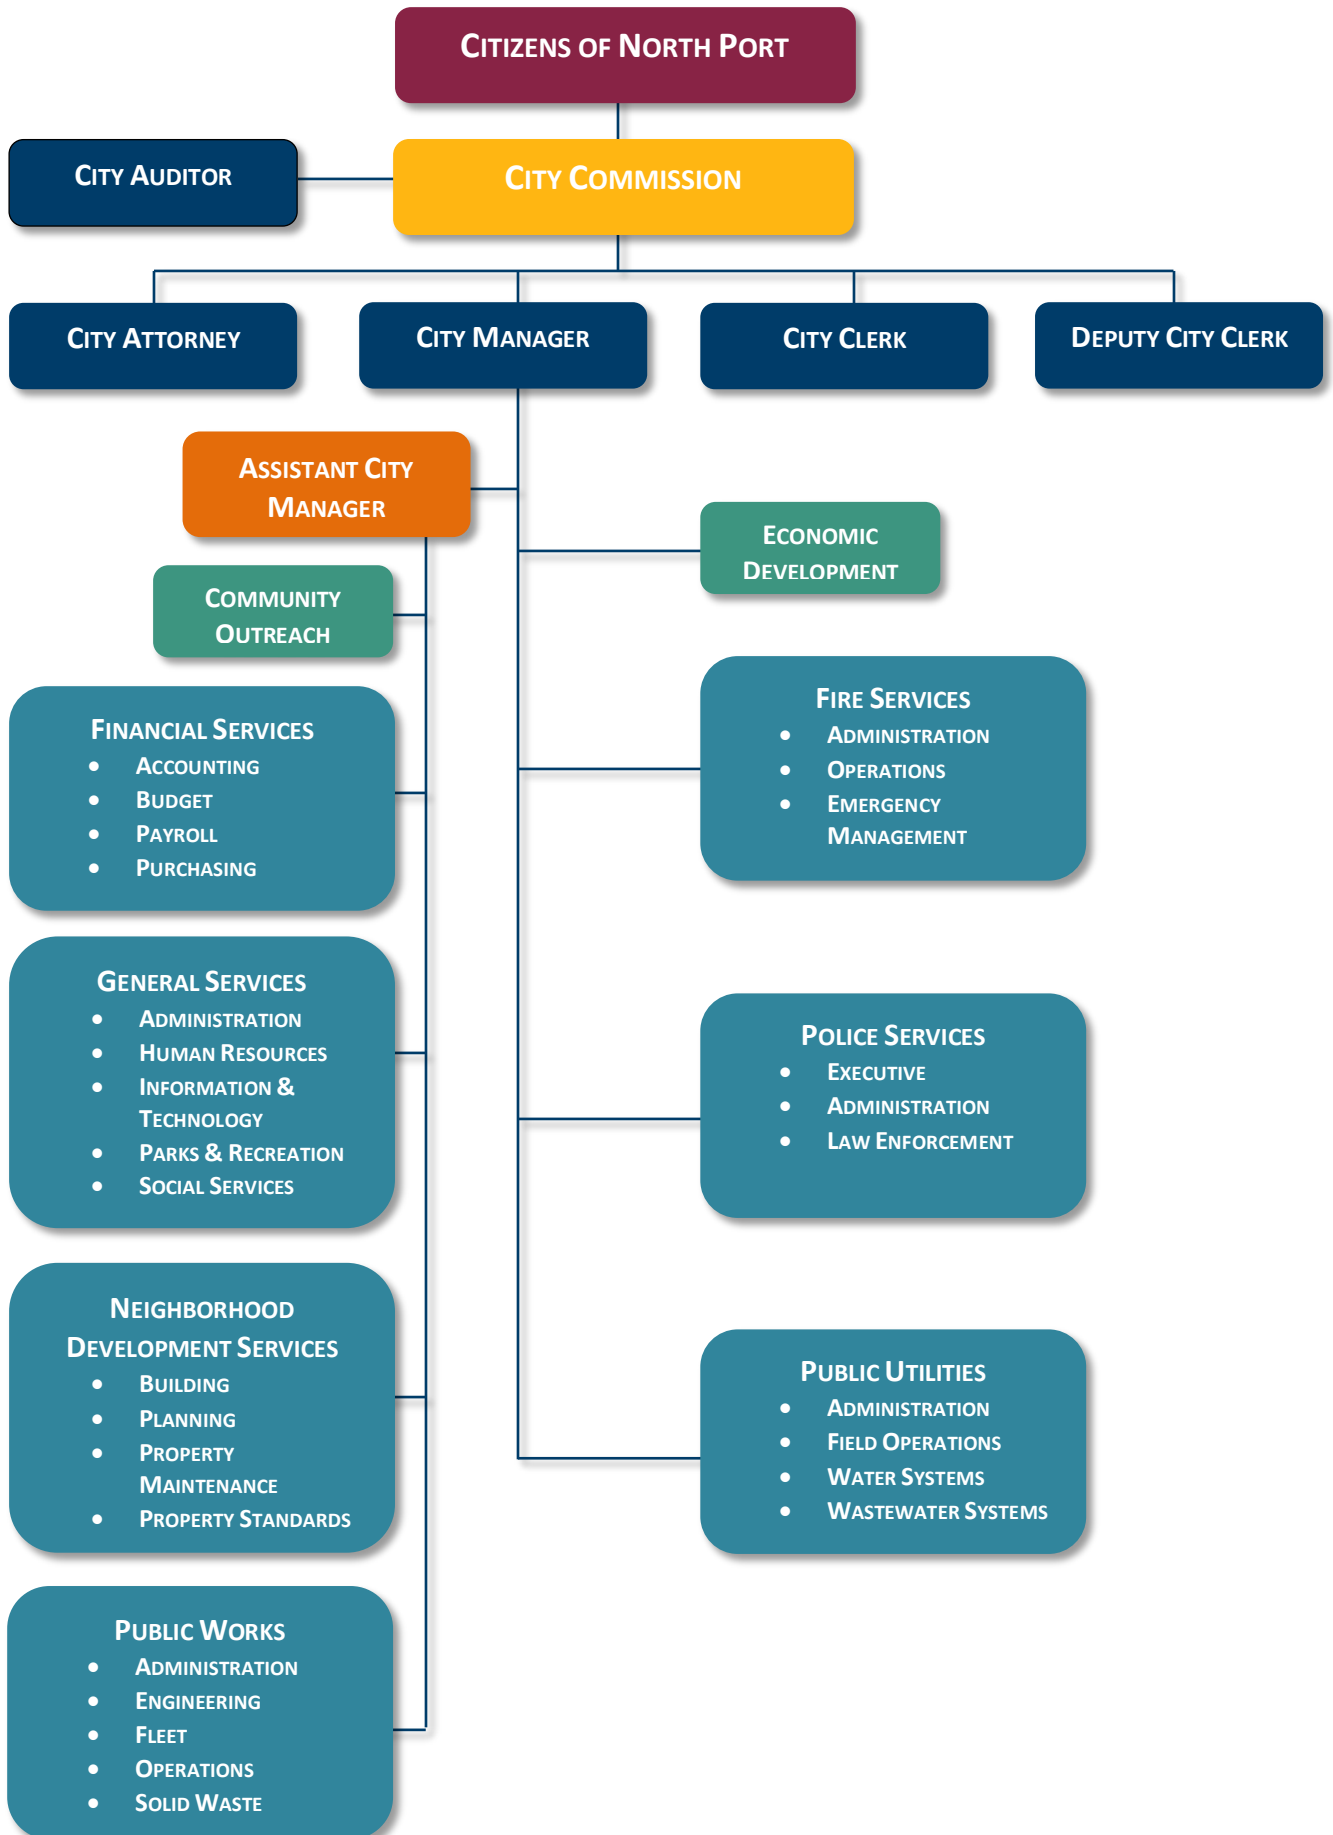 CITIZENS OF NORTH PORT
CITY AUDITOR
CITY COMMISSION
CITY ATTORNEY
CITY MANAGER
CITY CLERK
DEPUTY CITY CLERK
ASSISTANT CITY
MANAGER
ECONOMIC
DEVELOPMENT
COMMUNITY
OUTREACH
FINANCIAL SERVICES
• ACCOUNTING
• BUDGET
• PAYROLL
• PURCHASING
FIRE SERVICES
• ADMINISTRATION
• OPERATIONS
• EMERGENCY
MANAGEMENT
GENERAL SERVICES
• ADMINISTRATION
• HUMAN RESOURCES
• INFORMATION &
TECHNOLOGY
• PARKS & RECREATION
• SOCIAL SERVICES
POLICE SERVICES
• EXECUTIVE
• ADMINISTRATION
• LAW ENFORCEMENT
NEIGHBORHOOD
DEVELOPMENT SERVICES
• BUILDING
• PLANNING
• PROPERTY
MAINTENANCE
• PROPERTY STANDARDS
PUBLIC UTILITIES
• ADMINISTRATION
• FIELD OPERATIONS
• WATER SYSTEMS
• WASTEWATER SYSTEMS
PUBLIC WORKS
• ADMINISTRATION
• ENGINEERING
• FLEET
• OPERATIONS
• SOLID WASTE